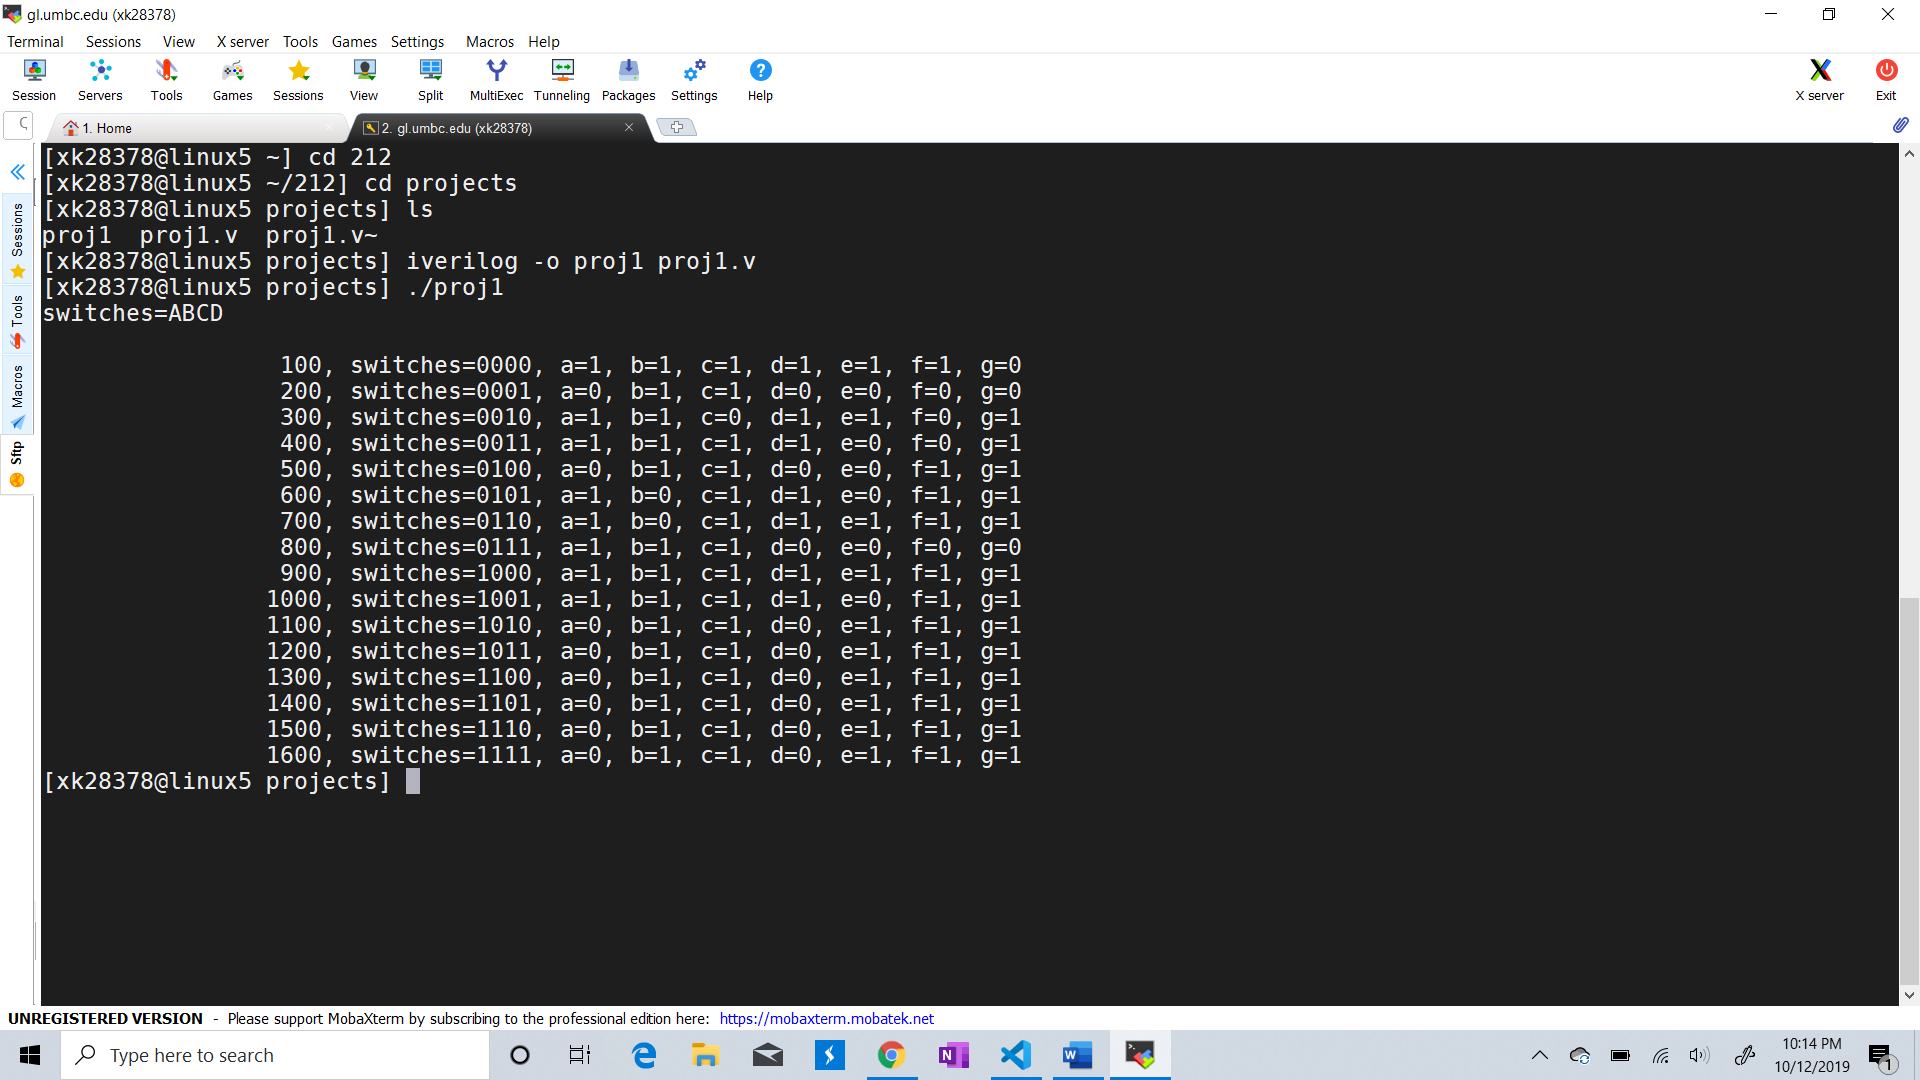 gl.umbc.edu (xk28378)
Terminal Sessions View X server Tools Games Settings Macros Help
Session Servers Tools Games Sessions View Split MultiExec Tunneling Packages Settings Help X server Exit
1. Home 2. gl.umbc.edu (xk28378)
[xk28378@linux5 ~] cd 212
[xk28378@linux5 ~/212] cd projects
[xk28378@linux5 projects] ls
proj1  proj1.v  proj1.v~
[xk28378@linux5 projects] iverilog -o proj1 proj1.v
[xk28378@linux5 projects] ./proj1
switches=ABCD
100, switches=0000, a=1, b=1, c=1, d=1, e=1, f=1, g=0
200, switches=0001, a=0, b=1, c=1, d=0, e=0, f=0, g=0
300, switches=0010, a=1, b=1, c=0, d=1, e=1, f=0, g=1
400, switches=0011, a=1, b=1, c=1, d=1, e=0, f=0, g=1
500, switches=0100, a=0, b=1, c=1, d=0, e=0, f=1, g=1
600, switches=0101, a=1, b=0, c=1, d=1, e=0, f=1, g=1
700, switches=0110, a=1, b=0, c=1, d=1, e=1, f=1, g=1
800, switches=0111, a=1, b=1, c=1, d=0, e=0, f=0, g=0
900, switches=1000, a=1, b=1, c=1, d=1, e=1, f=1, g=1
1000, switches=1001, a=1, b=1, c=1, d=1, e=0, f=1, g=1
1100, switches=1010, a=0, b=1, c=1, d=0, e=1, f=1, g=1
1200, switches=1011, a=0, b=1, c=1, d=0, e=1, f=1, g=1
1300, switches=1100, a=0, b=1, c=1, d=0, e=1, f=1, g=1
1400, switches=1101, a=0, b=1, c=1, d=0, e=1, f=1, g=1
1500, switches=1110, a=0, b=1, c=1, d=0, e=1, f=1, g=1
1600, switches=1111, a=0, b=1, c=1, d=0, e=1, f=1, g=1
[xk28378@linux5 projects]
Sessions
Tools
Macros
Sftp
UNREGISTERED VERSION - Please support MobaXterm by subscribing to the professional edition here: https://mobaxterm.mobatek.net
Type here to search
10:14 PM
10/12/2019
1